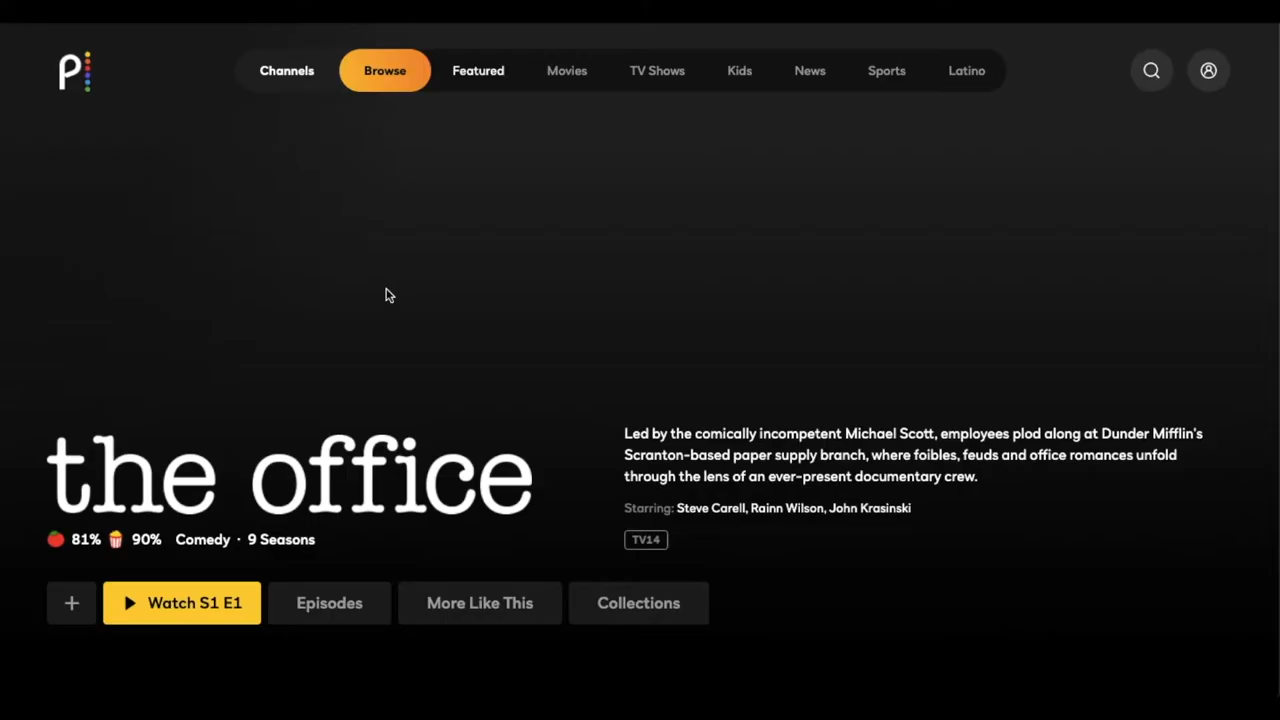 P
Channels
Browse
Featured
Movies
TV Shows
Kids
News
Sports
Latino
the office
81% 90% Comedy · 9 Seasons
Led by the comically incompetent Michael Scott, employees plod along at Dunder Mifflin's
Scranton-based paper supply branch, where foibles, feuds and office romances unfold
through the lens of an ever-present documentary crew.
Starring: Steve Carell, Rainn Wilson, John Krasinski
TV14
+
Watch S1 E1
Episodes
More Like This
Collections